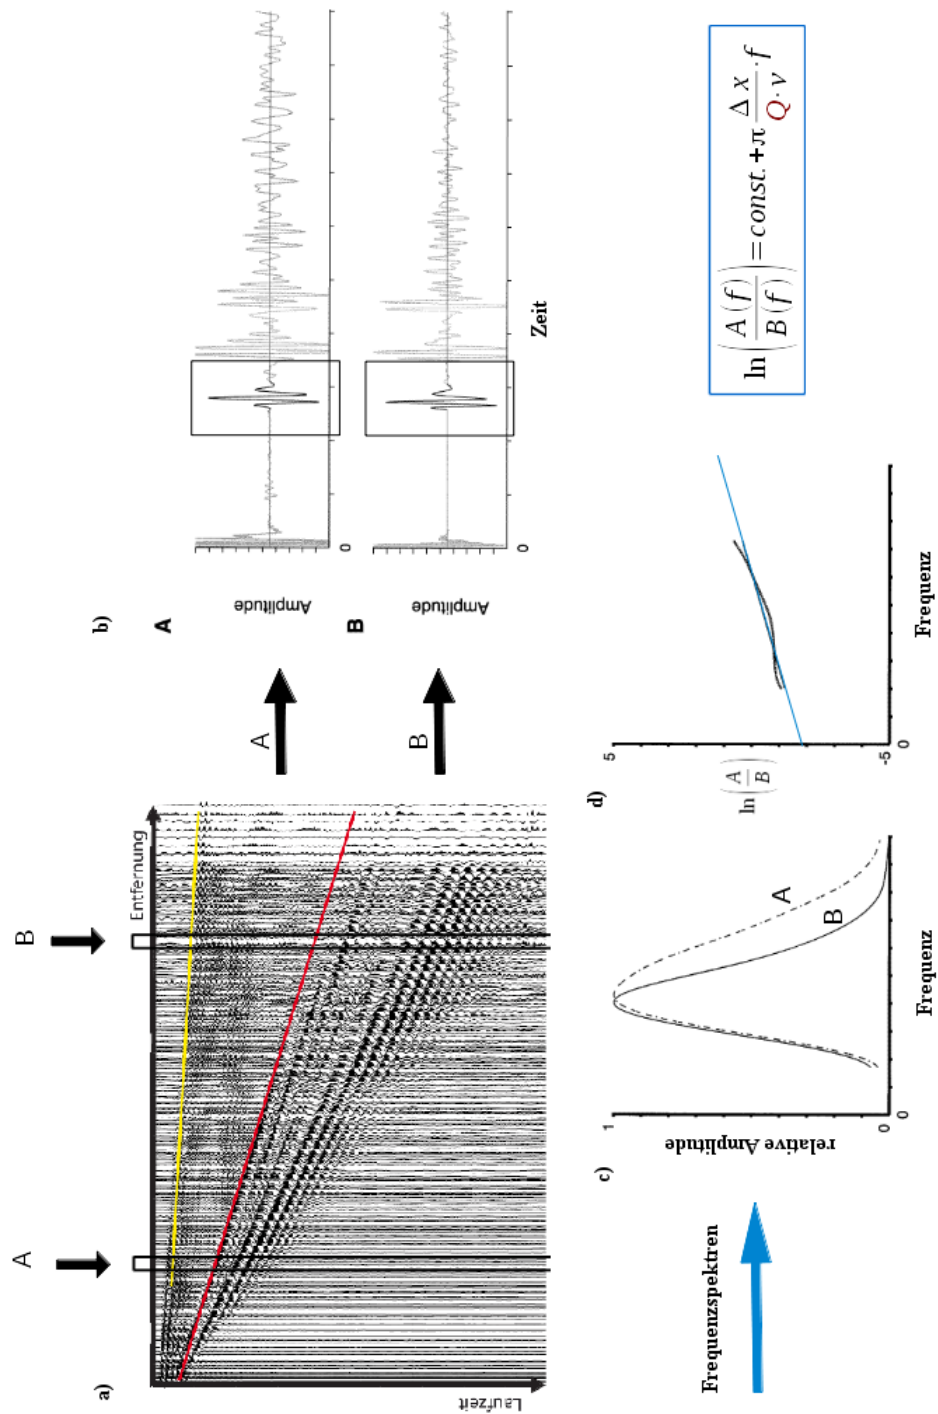 a)
A
B
Entfernung
Laufzeit
A
B
b)
A
Amplitude
0
B
Amplitude
0
Zeit
Frequenzspektren
c)
1
relative Amplitude
0
0
A
B
Frequenz
d)
5
ln(A/B)
-5
0
Frequenz
ln(A(f)/B(f))=const.+π Δx/Q·v·f